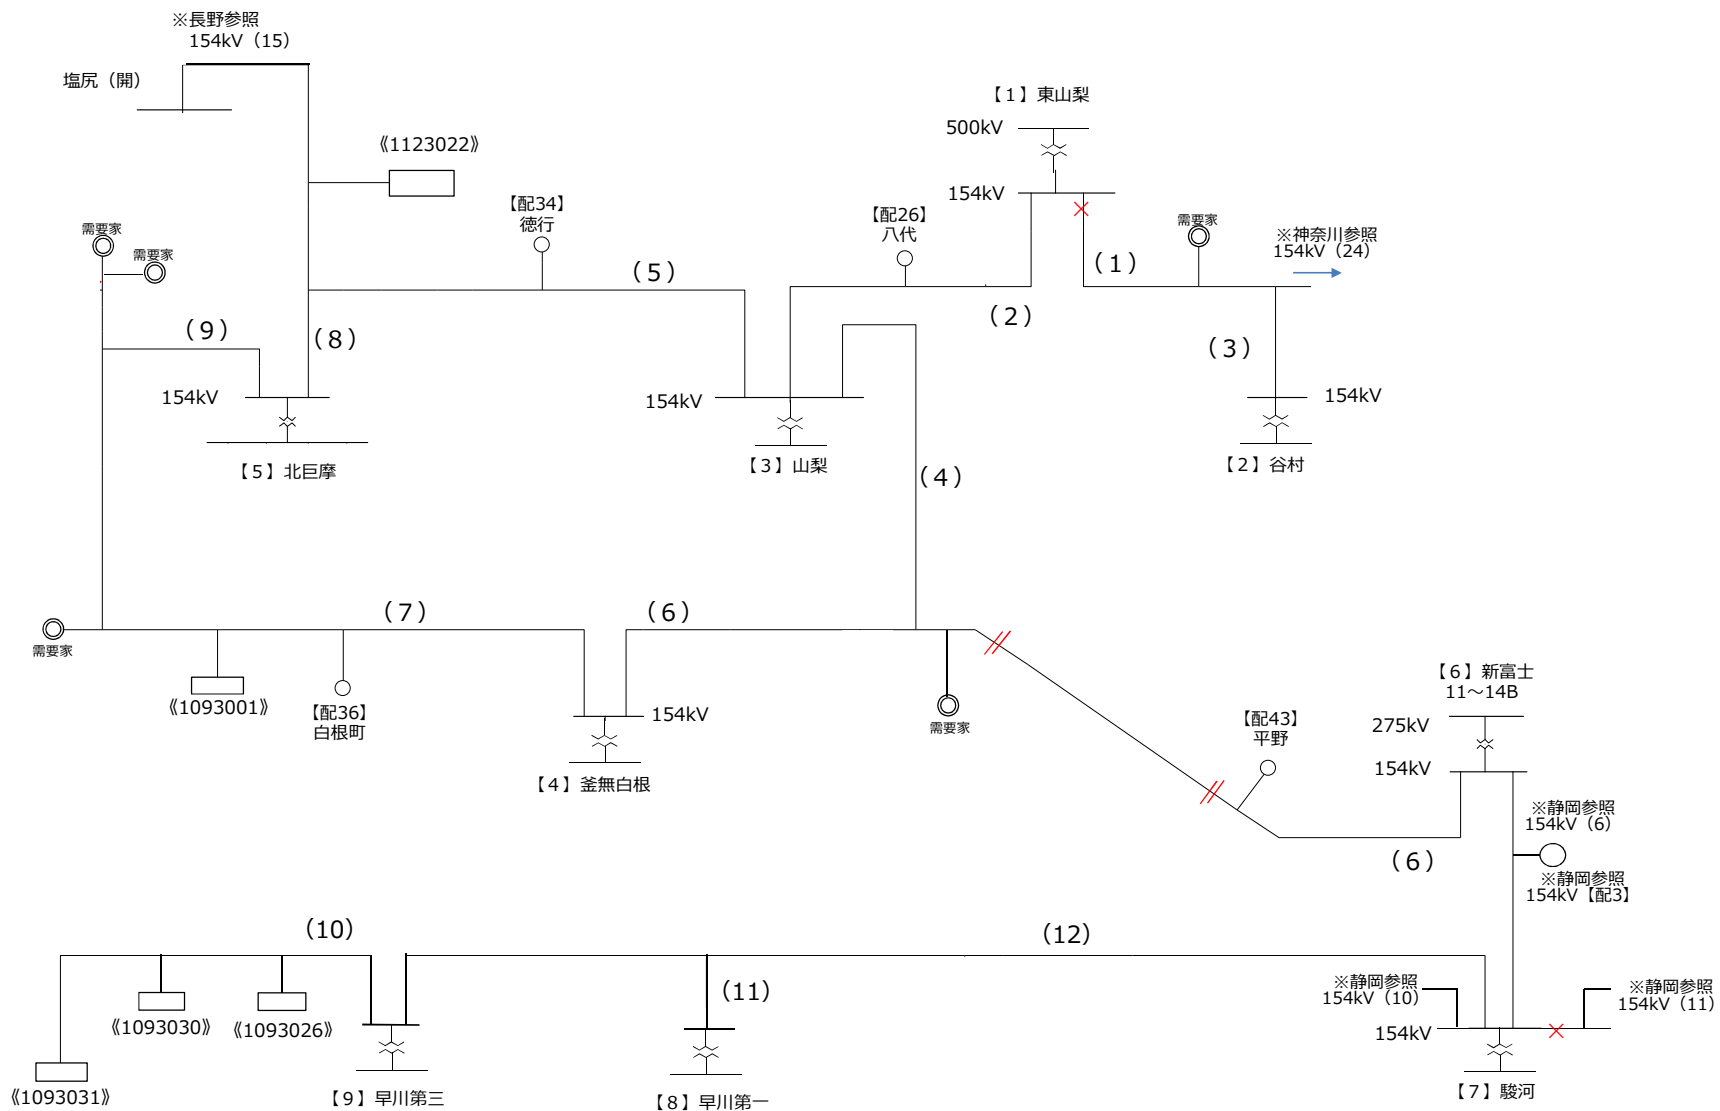 ※長野参照
154kV（15）
塩尻（開）
《1123022》
【1】東山梨
500kV
154kV
【配34】
徳行
【配26】
八代
需要家
※神奈川参照
154kV（24）
需要家
需要家
（5）
（1）
（9）
（8）
（2）
（3）
154kV
154kV
154kV
【5】北巨摩
【3】山梨
【2】谷村
（4）
（7）
（6）
需要家
《1093001》
【配36】
白根町
154kV
需要家
【4】釜無白根
【配43】
平野
【6】新富士
11～14B
275kV
154kV
※静岡参照
154kV（6）
（6）
※静岡参照
154kV【配3】
（10）
（12）
（11）
《1093030》
《1093026》
※静岡参照
154kV（10）
※静岡参照
154kV（11）
154kV
《1093031》
【9】早川第三
【8】早川第一
【7】駿河